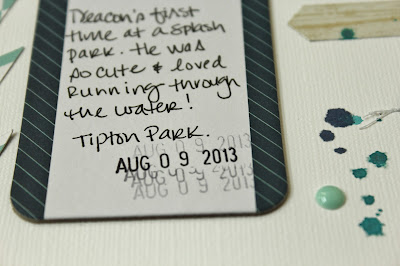 Deacon's first
time at a splash
park. He was
so cute & loved
Running through
the water!
Tipton Park.
AUG 0 9 2013
AUG 0 9 2013
AUG 0 9 2013